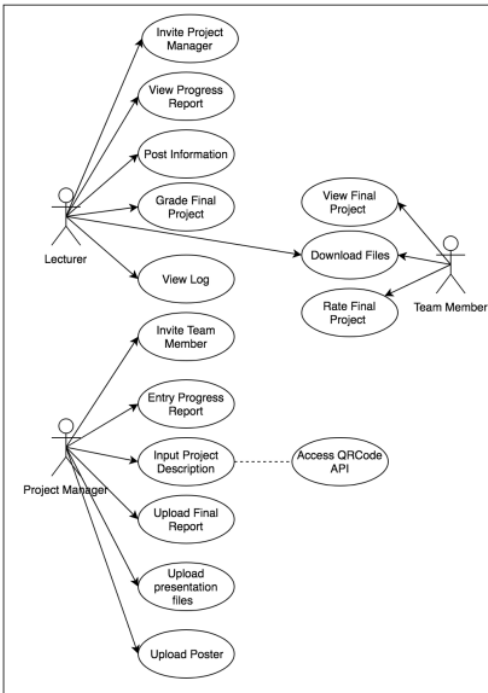 Invite Project
Manager
View Progress
Report
Post Information
Grade Final
Project
View Log
Lecturer
View Final
Project
Download Files
Rate Final
Project
Team Member
Invite Team
Member
Entry Progress
Report
Input Project
Description
Access QRCode
API
Project Manager
Upload Final
Report
Upload
presentation
files
Upload Poster